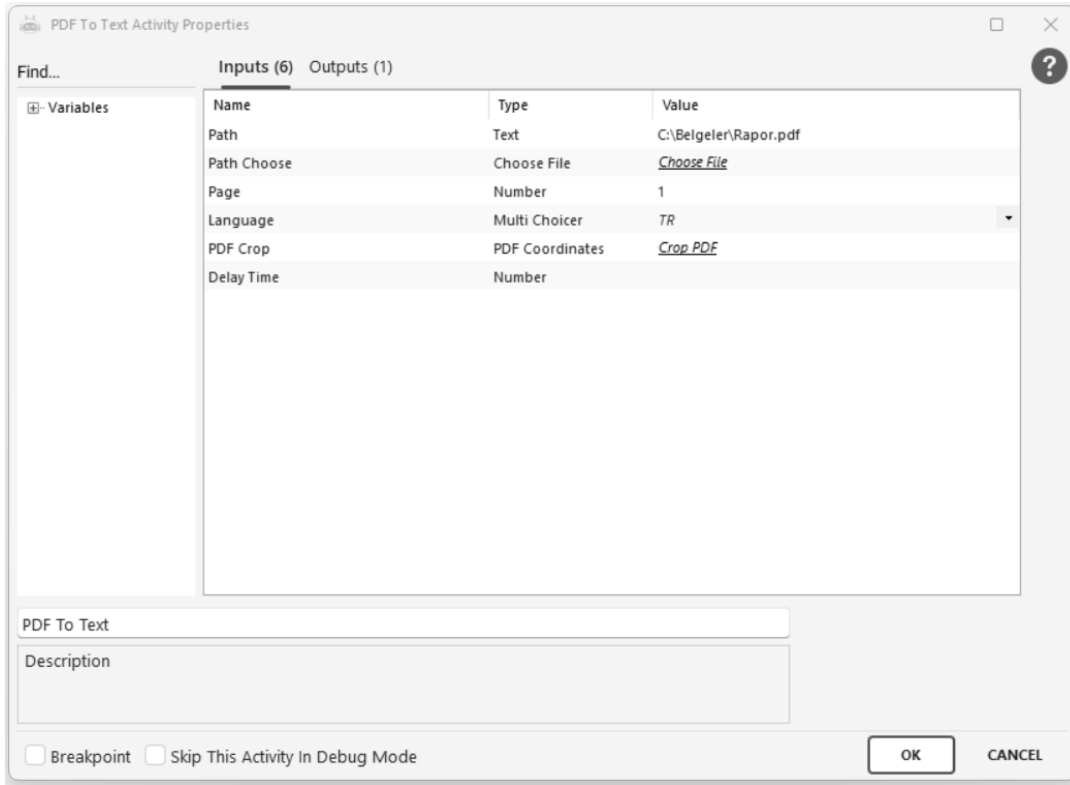 PDF To Text Activity Properties
Find...
Inputs (6) Outputs (1)
?
Variables
Name Type Value
Path Text C:\Belgeler\Rapor.pdf
Path Choose Choose File Choose File
Page Number 1
Language Multi Choicer TR
PDF Crop PDF Coordinates Crop PDF
Delay Time Number
PDF To Text
Description
Breakpoint Skip This Activity In Debug Mode OK CANCEL